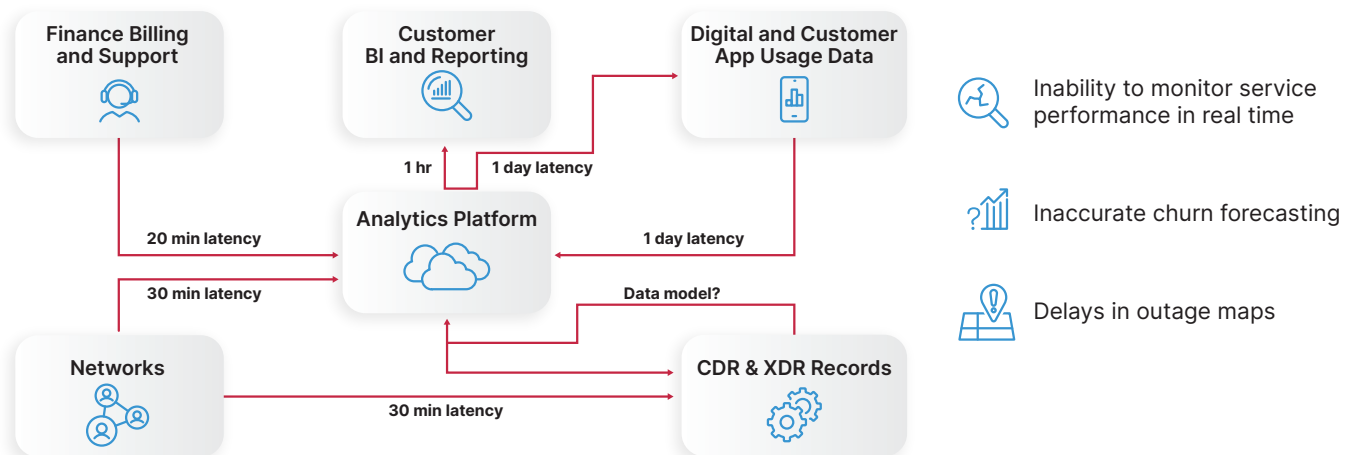 Finance Billing
and Support
Customer
BI and Reporting
Digital and Customer
App Usage Data
Inability to monitor service
performance in real time
1 hr
1 day latency
Analytics Platform
?
Inaccurate churn forecasting
20 min latency
1 day latency
30 min latency
Data model?
!
Delays in outage maps
Networks
CDR & XDR Records
30 min latency